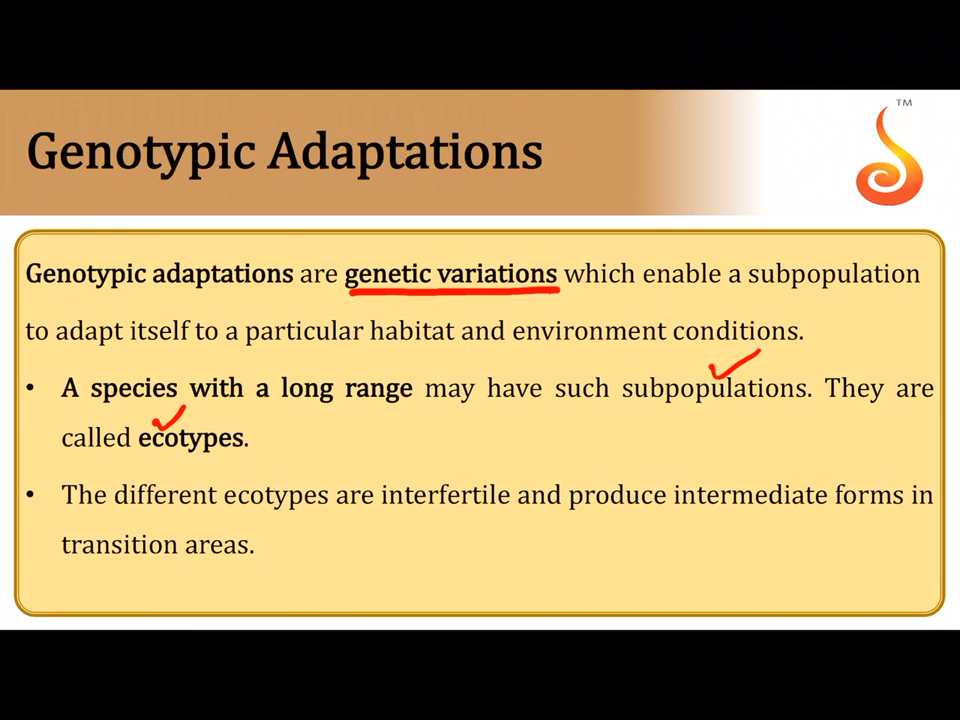 TM
Genotypic Adaptations
Genotypic adaptations are genetic variations which enable a subpopulation
to adapt itself to a particular habitat and environment conditions.
• A species with a long range may have such subpopulations. They are
called ecotypes.
• The different ecotypes are interfertile and produce intermediate forms in
transition areas.